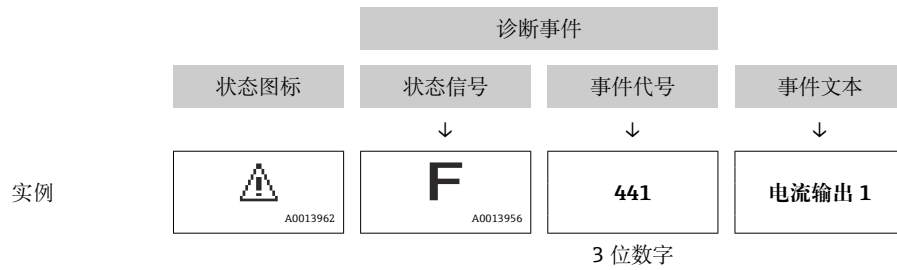 诊断事件
状态图标 状态信号 事件代号 事件文本
↓ ↓ ↓
实例 A0013962 F A0013956 441 电流输出 1
3 位数字